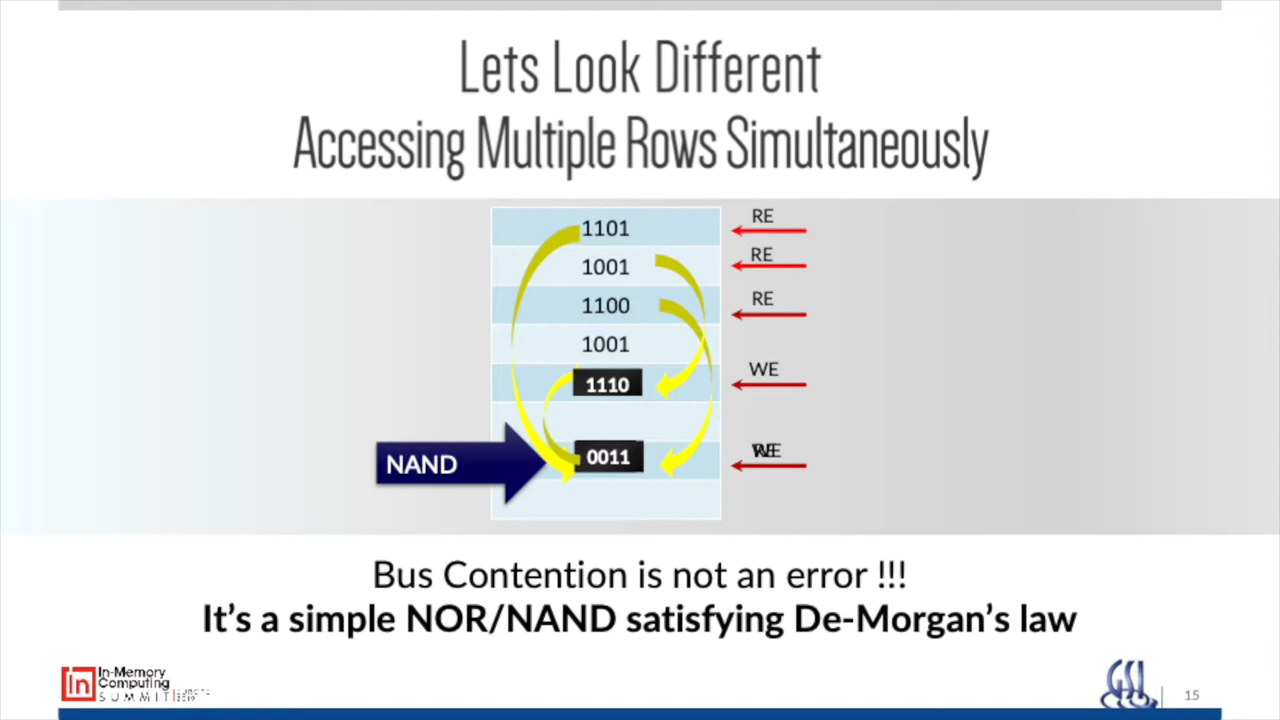 Lets Look Different
Accessing Multiple Rows Simultaneously
1101
RE
1001
RE
1100
RE
1001
1110
WE
NAND
0011
Bus Contention is not an error !!!
It's a simple NOR/NAND satisfying De-Morgan's law
In-Memory
Computing
SUMMIT
GSI
15